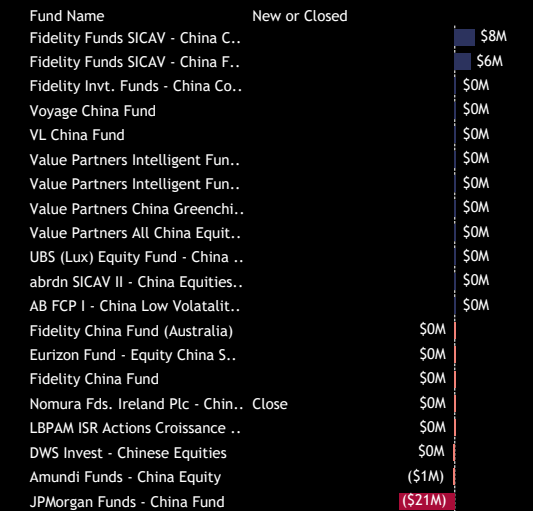 Fund Name New or Closed
Fidelity Funds SICAV - China C.. $8M
Fidelity Funds SICAV - China F.. $6M
Fidelity Invt. Funds - China Co.. $0M
Voyage China Fund $0M
VL China Fund $0M
Value Partners Intelligent Fun.. $0M
Value Partners Intelligent Fun.. $0M
Value Partners China Greenchi.. $0M
Value Partners All China Equit.. $0M
UBS (Lux) Equity Fund - China .. $0M
abrdn SICAV II - China Equities.. $0M
AB FCP I - China Low Volatalit.. $0M
Fidelity China Fund (Australia) $0M
Eurizon Fund - Equity China S.. $0M
Fidelity China Fund $0M
Nomura Fds. Ireland Plc - Chin.. Close $0M
LBPAM ISR Actions Croissance .. $0M
DWS Invest - Chinese Equities $0M
Amundi Funds - China Equity ($1M)
JPMorgan Funds - China Fund ($21M)